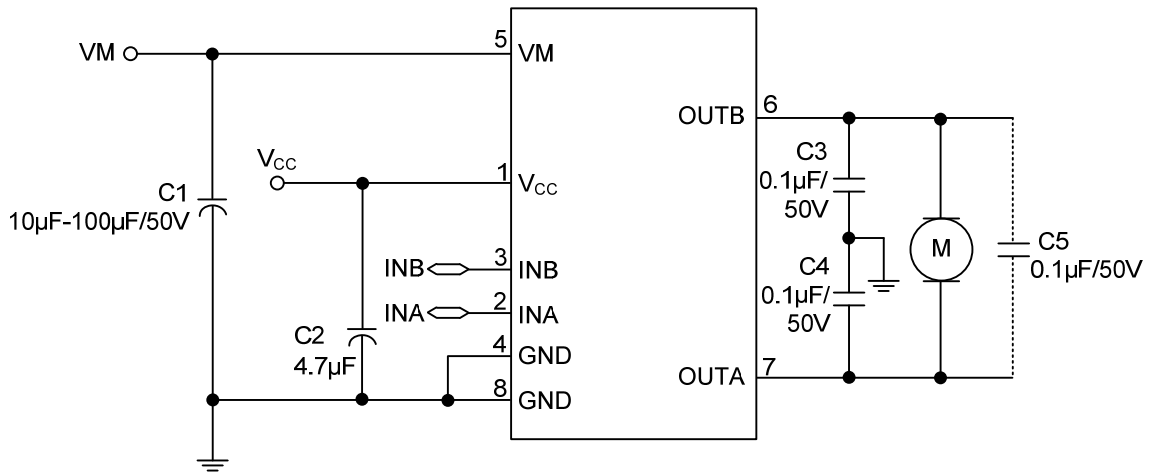 VM
5
VM
6
OUTB
C3
0.1µF/
50V
V_CC
1
V_CC
C1
10µF-100µF/50V
M
C5
0.1µF/50V
INB
3
INB
C4
0.1µF/
50V
INA
2
INA
C2
4.7µF
4
GND
OUTA
7
8
GND